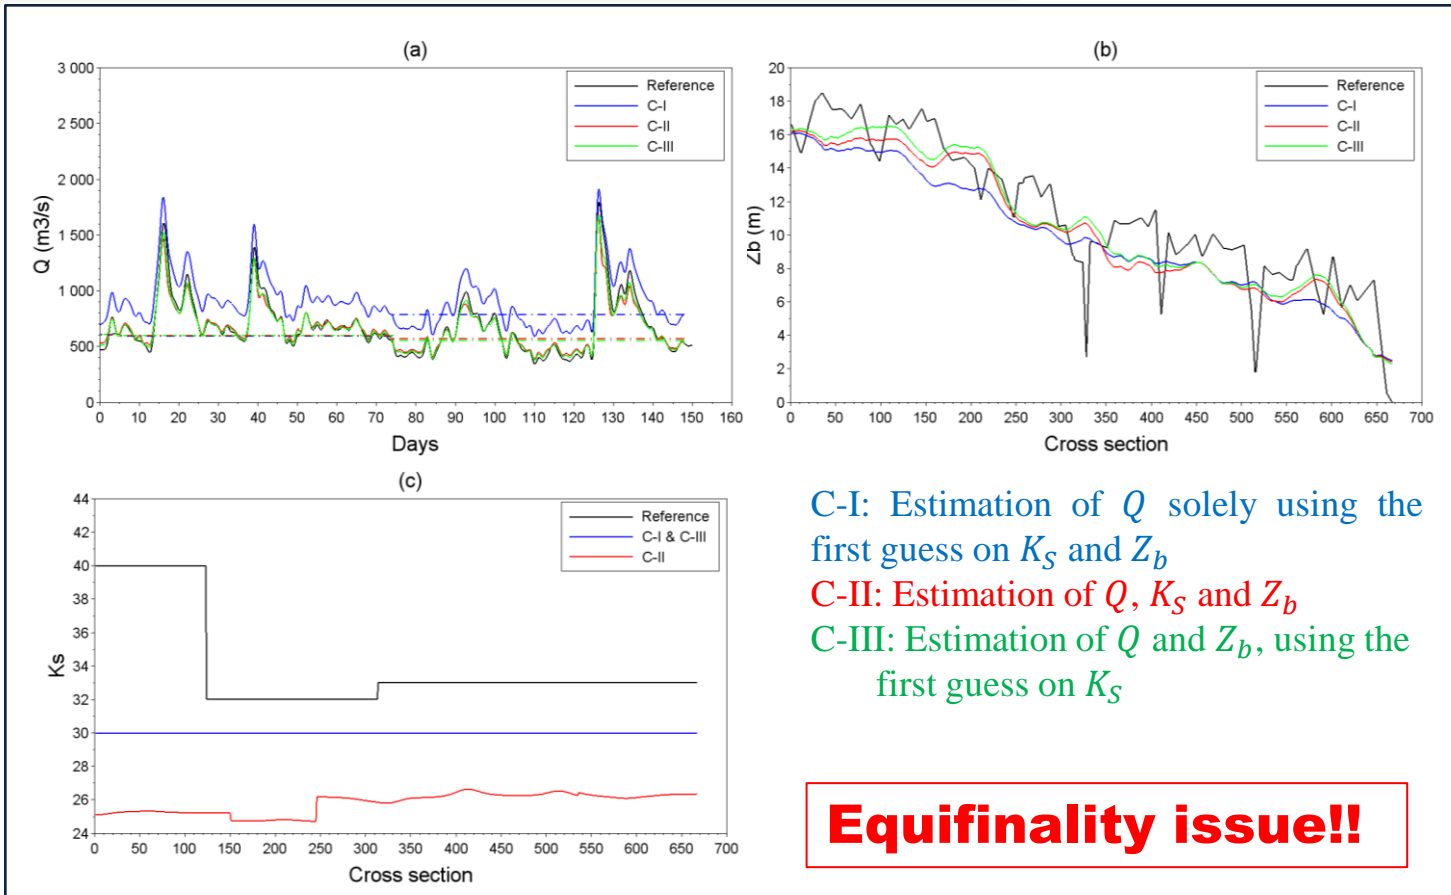 (a)
3 000
2 500
2 000
1 500
1 000
500
0
Q (m3/s)
0 10 20 30 40 50 60 70 80 90 100 110 120 130 140 150 160
Days
Reference
C-I
C-II
C-III
(b)
20
18
16
14
12
10
8
6
4
2
0
Zb (m)
0 50 100 150 200 250 300 350 400 450 500 550 600 650 700
Cross section
Reference
C-I
C-II
C-III
(c)
44
42
40
38
36
34
32
30
28
26
24
Ks
0 50 100 150 200 250 300 350 400 450 500 550 600 650 700
Cross section
Reference
C-I & C-III
C-II
C-I: Estimation of Q solely using the
first guess on K_S and Z_b
C-II: Estimation of Q, K_S and Z_b
C-III: Estimation of Q and Z_b, using the
first guess on K_S
Equifinality issue!!